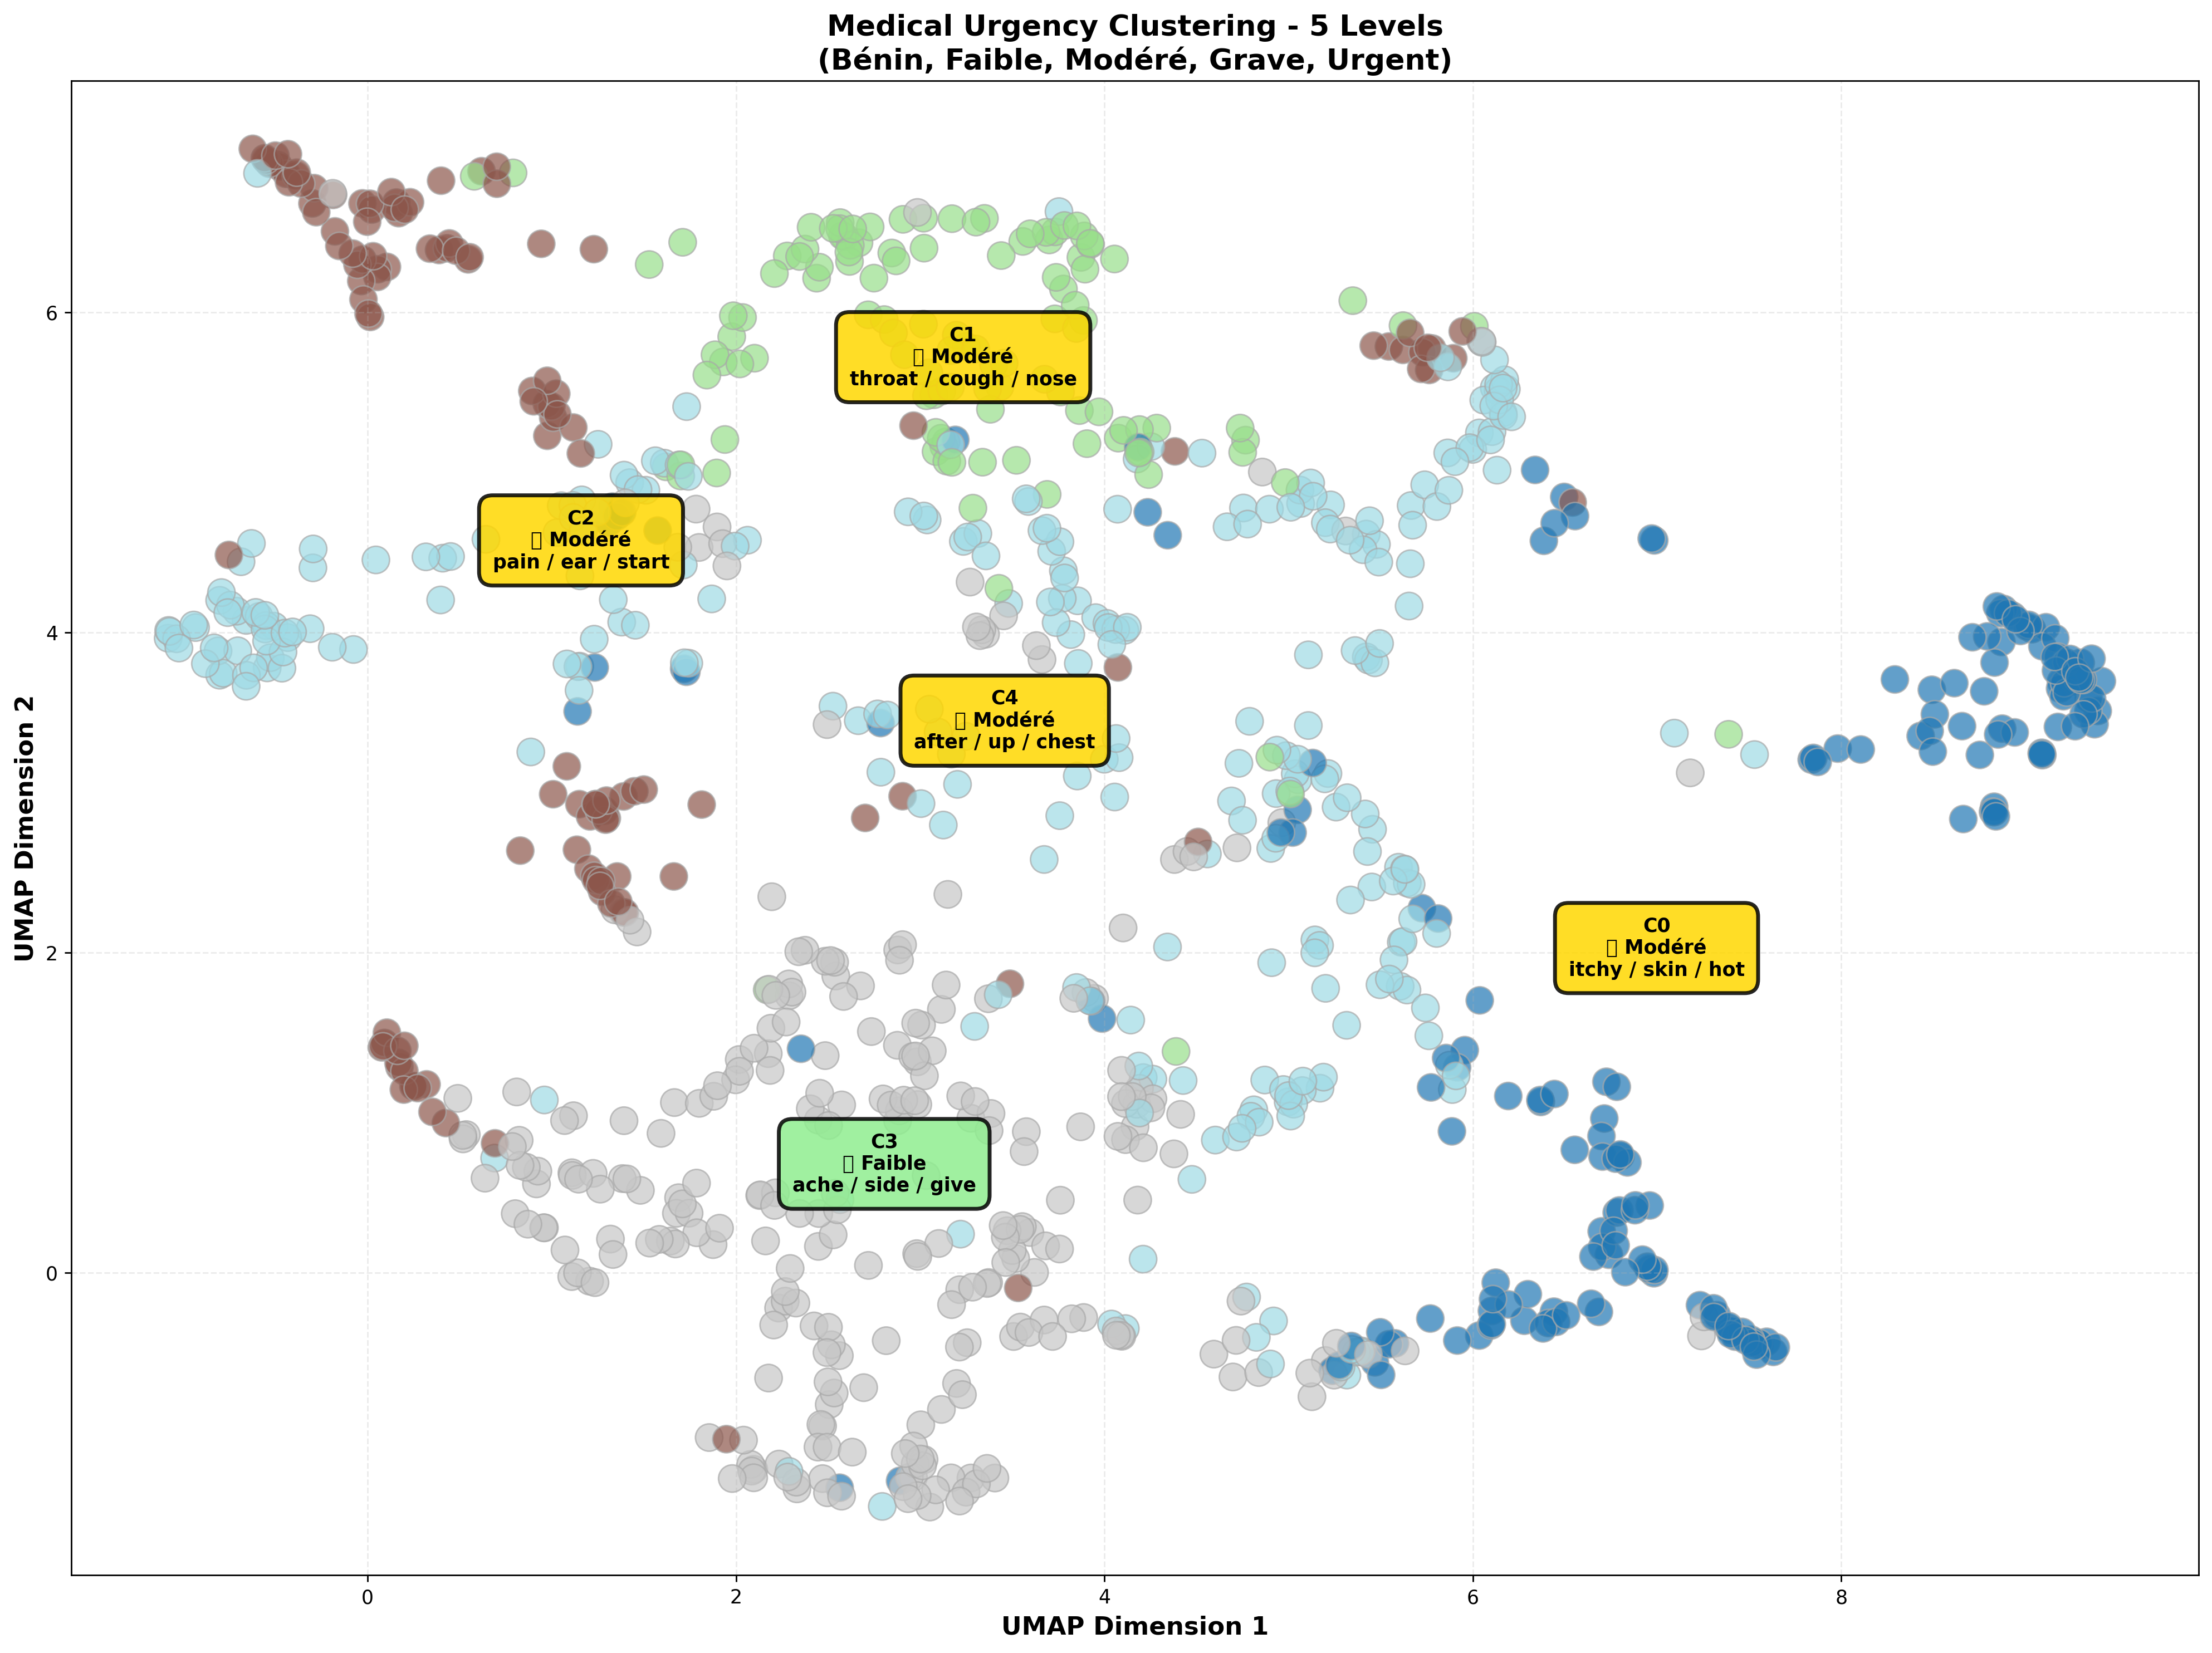 Medical Urgency Clustering - 5 Levels
(Bénin, Faible, Modéré, Grave, Urgent)
C1
▯ Modéré
throat / cough / nose
C2
▯ Modéré
pain / ear / start
C4
▯ Modéré
after / up / chest
C0
▯ Modéré
itchy / skin / hot
C3
▯ Faible
ache / side / give
UMAP Dimension 2
6
4
2
0
0 2 4 6 8
UMAP Dimension 1